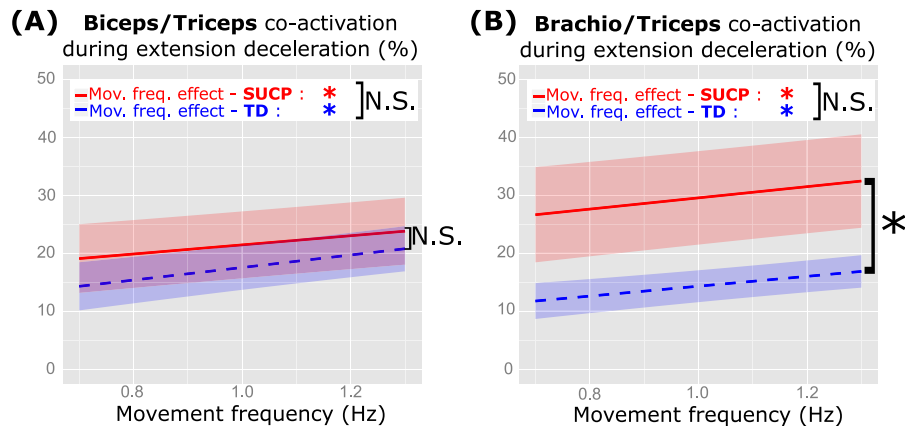 (A) Biceps/Triceps co-activation
during extension deceleration (%)
50
Mov. freq. effect - SUCP : *
Mov. freq. effect - TD : *
N.S.
40
30
20
N.S.
10
0
0.8 1.0 1.2
Movement frequency (Hz)
(B) Brachio/Triceps co-activation
during extension deceleration (%)
50
Mov. freq. effect - SUCP : *
Mov. freq. effect - TD : *
N.S.
40
30
*
20
10
0
0.8 1.0 1.2
Movement frequency (Hz)